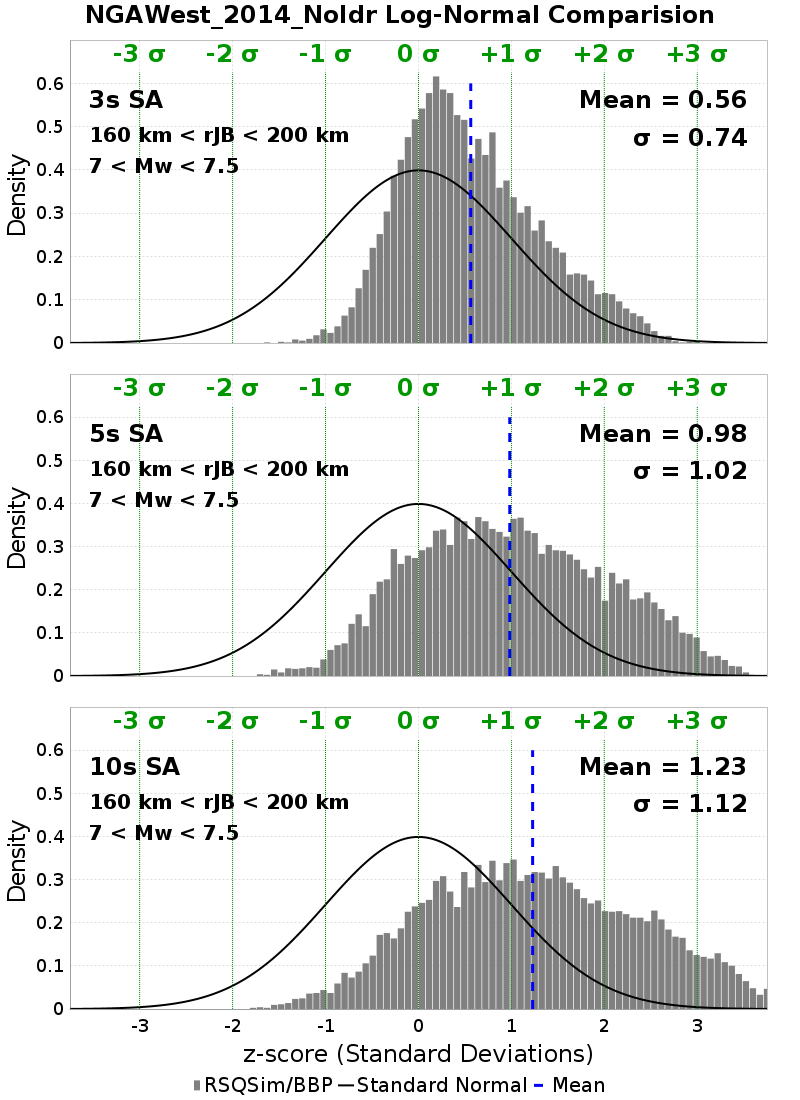 NGAWest_2014_NoIdr Log-Normal Comparision
-3 σ -2 σ -1 σ 0 σ +1 σ +2 σ +3 σ
3s SA
Mean = 0.56
160 km < rJB < 200 km
σ = 0.74
7 < Mw < 7.5
0.6
0.5
0.4
0.3
0.2
0.1
0
Density
-3 σ -2 σ -1 σ 0 σ +1 σ +2 σ +3 σ
5s SA
Mean = 0.98
160 km < rJB < 200 km
σ = 1.02
7 < Mw < 7.5
0.6
0.5
0.4
0.3
0.2
0.1
0
Density
-3 σ -2 σ -1 σ 0 σ +1 σ +2 σ +3 σ
10s SA
Mean = 1.23
160 km < rJB < 200 km
σ = 1.12
7 < Mw < 7.5
0.6
0.5
0.4
0.3
0.2
0.1
0
Density
-3 -2 -1 0 1 2 3
z-score (Standard Deviations)
RSQSim/BBP Standard Normal Mean